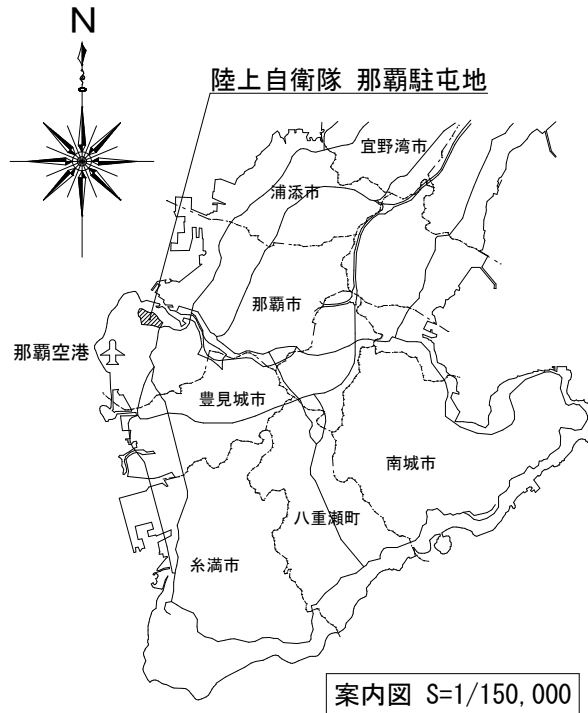 N
陸上自衛隊 那覇駐屯地
宜野湾市
浦添市
那覇市
那覇空港
豊見城市
南城市
八重瀬町
糸満市
案内図 S=1/150,000